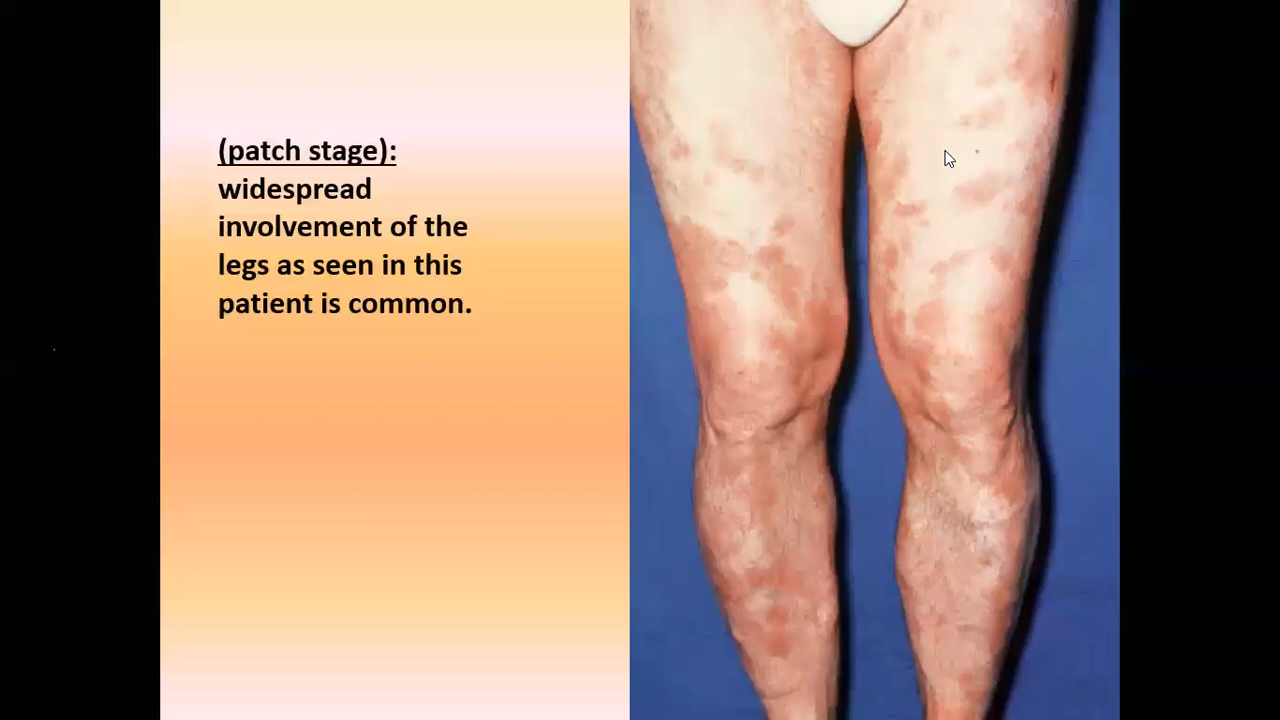 (patch stage):
widespread
involvement of the
legs as seen in this
patient is common.